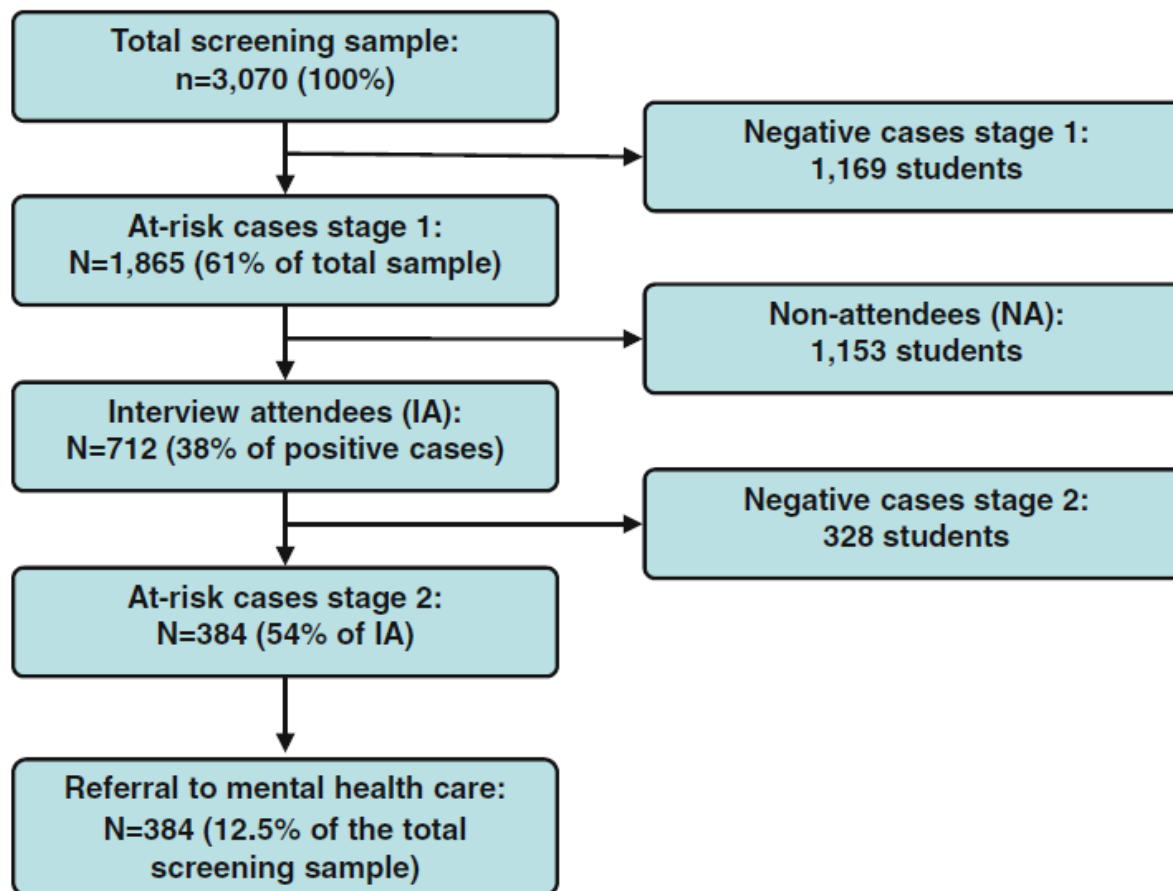 Total screening sample:
n=3,070 (100%)
Negative cases stage 1:
1,169 students
At-risk cases stage 1:
N=1,865 (61% of total sample)
Non-attendees (NA):
1,153 students
Interview attendees (IA):
N=712 (38% of positive cases)
Negative cases stage 2:
328 students
At-risk cases stage 2:
N=384 (54% of IA)
Referral to mental health care:
N=384 (12.5% of the total
screening sample)